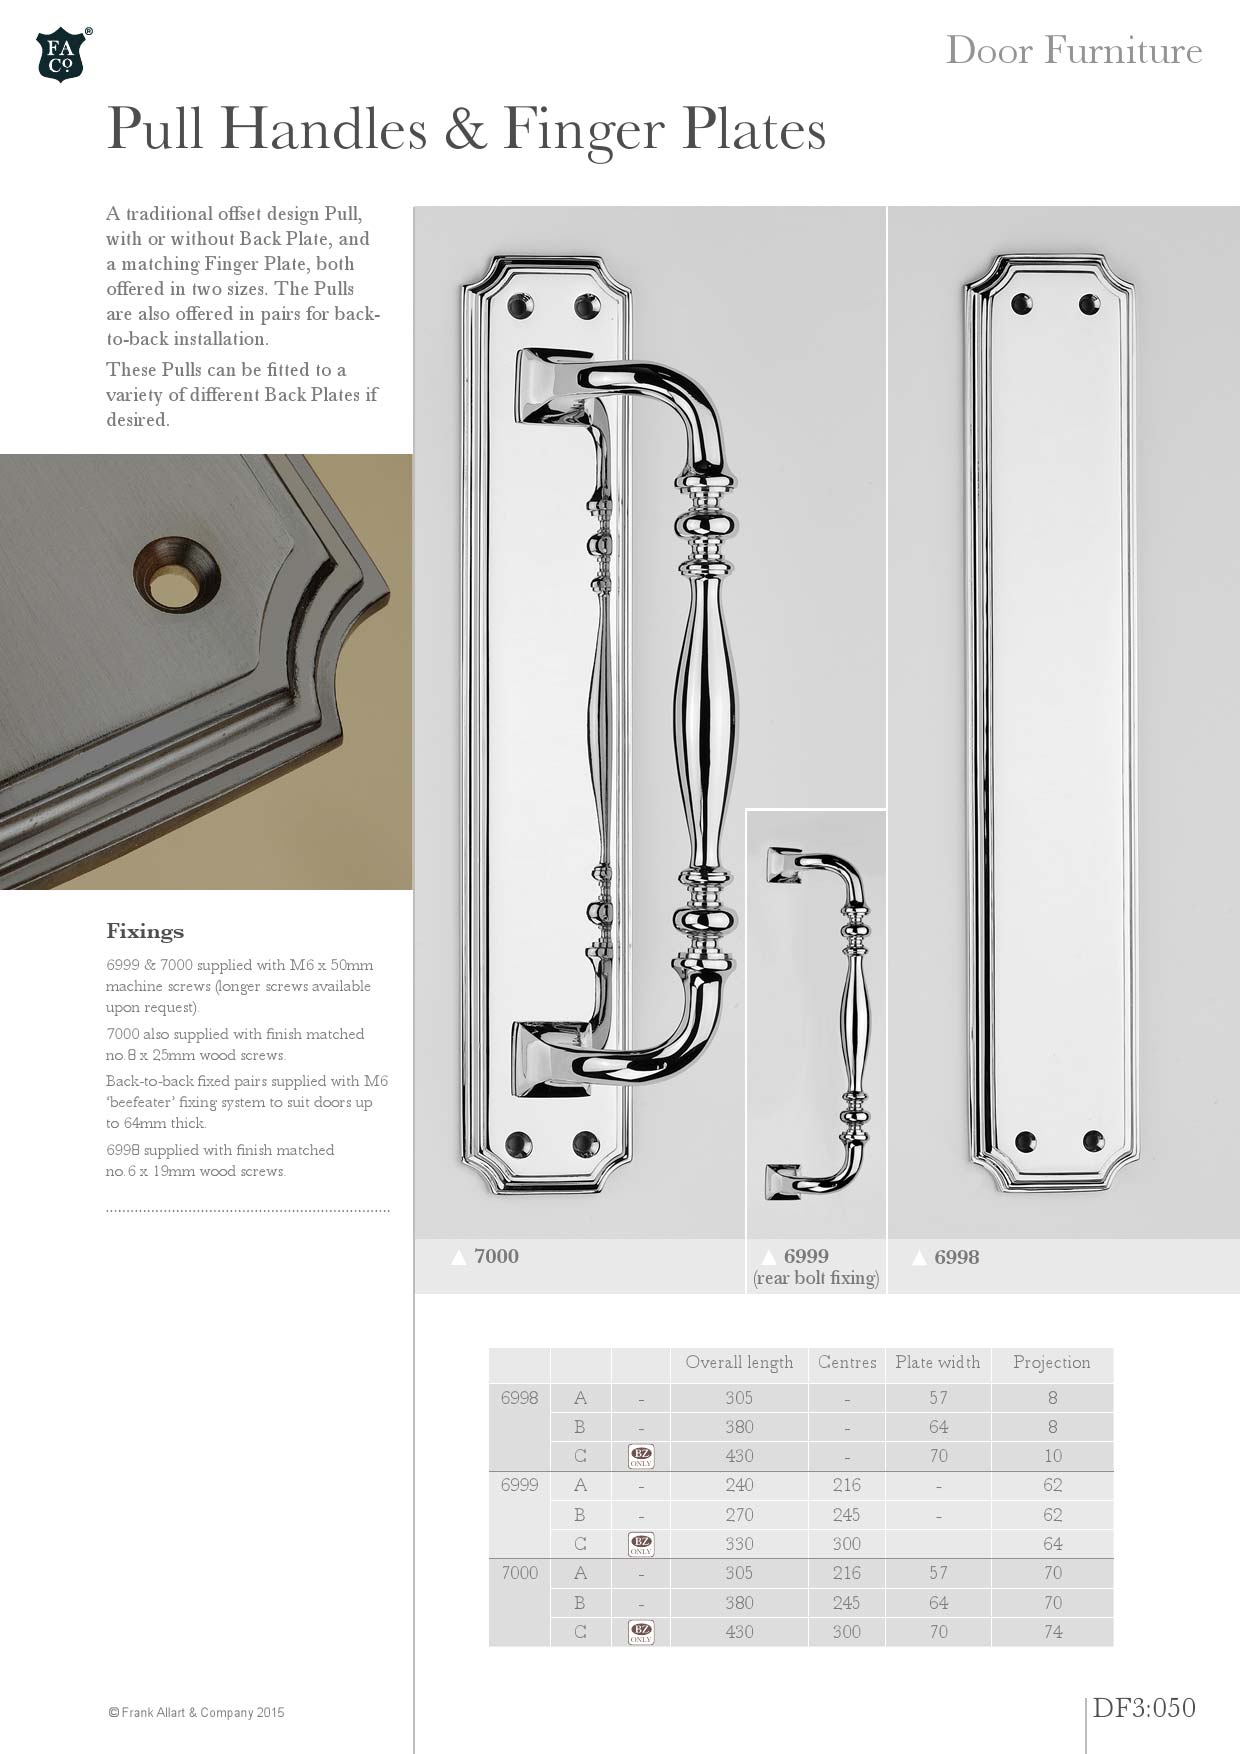 FA
Co.
®
Door Furniture
Pull Handles & Finger Plates
A traditional offset design Pull,
with or without Back Plate, and
a matching Finger Plate, both
offered in two sizes. The Pulls
are also offered in pairs for back-
to-back installation.
These Pulls can be fitted to a
variety of different Back Plates if
desired.
Fixings
6999 & 7000 supplied with M6 x 50mm
machine screws (longer screws available
upon request).
7000 also supplied with finish matched
no.8 x 25mm wood screws.
Back-to-back fixed pairs supplied with M6
‘beefeater’ fixing system to suit doors up
to 64mm thick.
6998 supplied with finish matched
no.6 x 19mm wood screws.
7000
6999
(rear bolt fixing)
6998
Overall length Centres Plate width Projection
6998 A - 305 - 57 8
B - 380 - 64 8
C BZ ONLY 430 - 70 10
6999 A - 240 216 - 62
B - 270 245 - 62
C BZ ONLY 330 300 64
7000 A - 305 216 57 70
B - 380 245 64 70
C BZ ONLY 430 300 70 74
© Frank Allart & Company 2015
DF3:050